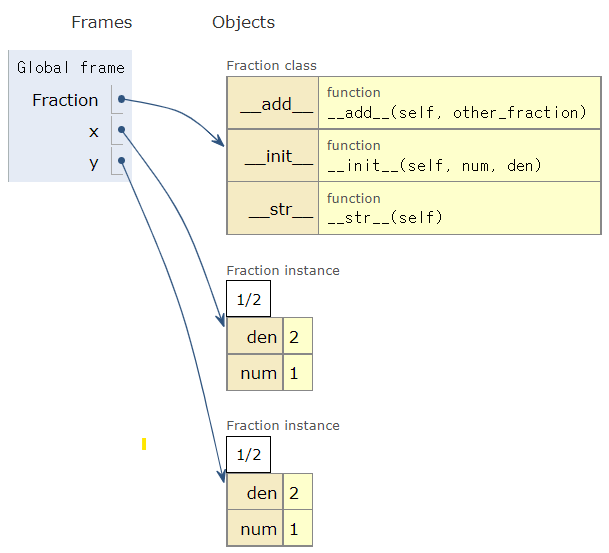 Frames
Objects
Global frame
Fraction
x
y
Fraction class
__add__
function
__add__(self, other_fraction)
__init__
function
__init__(self, num, den)
__str__
function
__str__(self)
Fraction instance
1/2
den 2
num 1
Fraction instance
1/2
den 2
num 1